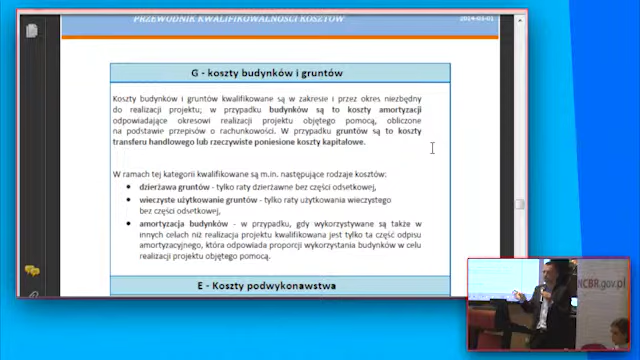 PRZEWODNIK KWALIFIKOWALNOŚCI KOSZTÓW
2014-03-01
G - koszty budynków i gruntów
Koszty budynków i gruntów kwalifikowane są w zakresie i przez okres niezbędny
do realizacji projektu; w przypadku budynków są to koszty amortyzacji
odpowiadające okresowi realizacji projektu objętego pomocą, obliczone
na podstawie przepisów o rachunkowości. W przypadku gruntów są to koszty
transferu handlowego lub rzeczywiste poniesione koszty kapitałowe.
W ramach tej kategorii kwalifikowane są m.in. następujące rodzaje kosztów:
• dzierżawa gruntów - tylko raty dzierżawne bez części odsetkowej,
• wieczyste użytkowanie gruntów - tylko raty użytkowania wieczystego
bez części odsetkowej,
• amortyzacja budynków - w przypadku, gdy wykorzystywane są także w
innych celach niż realizacja projektu kwalifikowana jest tylko ta część odpisu
amortyzacyjnego, która odpowiada proporcji wykorzystania budynków w celu
realizacji projektu objętego pomocą.
E - Koszty podwykonawstwa
NCBR.gov.pl